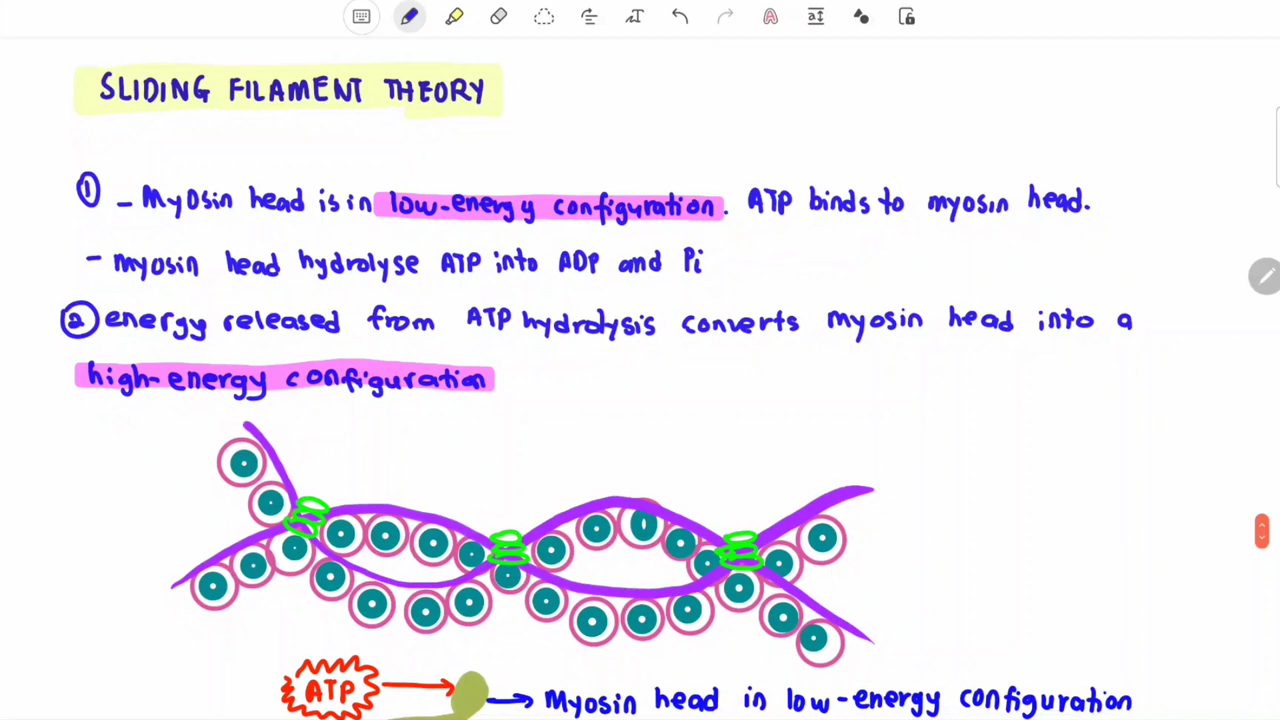 SLIDING FILAMENT THEORY
① - Myosin head is in low-energy configuration. ATP binds to myosin head.
- myosin head hydrolyse ATP into ADP and Pi
② energy released from ATP hydrolysis converts myosin head into a
high-energy configuration
ATP → → Myosin head in low-energy configuration